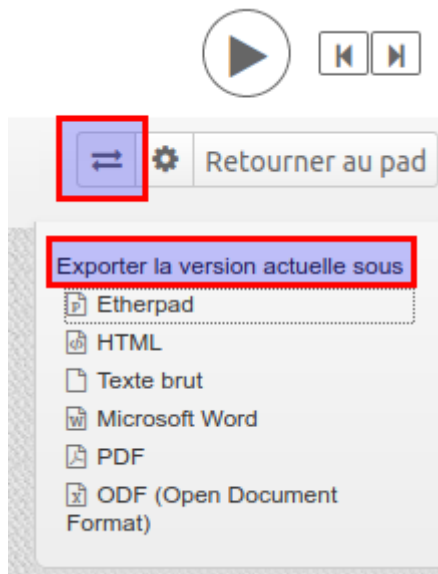 Retourner au pad
Exporter la version actuelle sous
Etherpad
HTML
Texte brut
Microsoft Word
PDF
ODF (Open Document
Format)